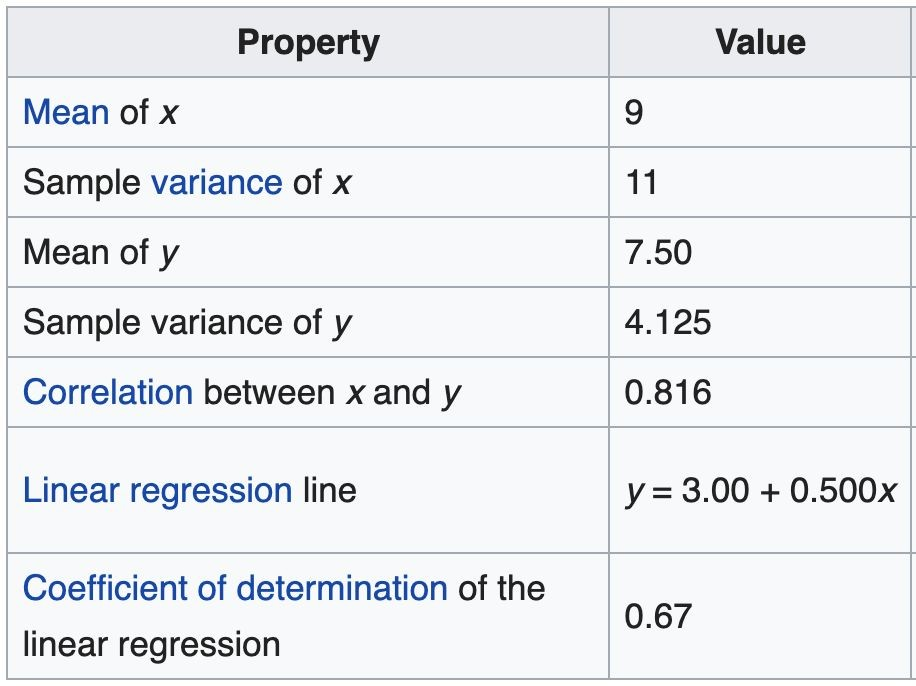 Property Value
Mean of x 9
Sample variance of x 11
Mean of y 7.50
Sample variance of y 4.125
Correlation between x and y 0.816
Linear regression line y = 3.00 + 0.500x
Coefficient of determination of the
linear regression 0.67